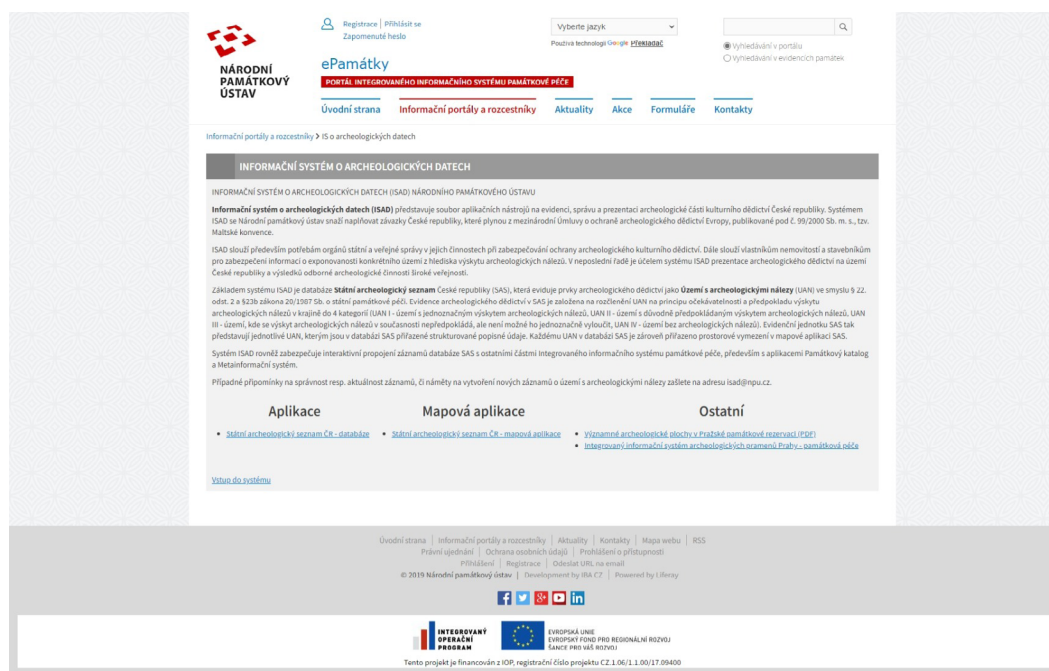 Registrace | Přihlásit se
Zapomenuté heslo
Vyberte jazyk
Používá technologii Google Překladač
Vyhledávání v portálu
Vyhledávání v evidencích památek
NÁRODNÍ
PAMÁTKOVÝ
ÚSTAV
ePamátky
PORTÁL INTEGROVANÉHO INFORMAČNÍHO SYSTÉMU PAMÁTKOVÉ PÉČE
Úvodní strana Informační portály a rozcestníky Aktuality Akce Formuláře Kontakty
Informační portály a rozcestníky > IS o archeologických datech
INFORMAČNÍ SYSTÉM O ARCHEOLOGICKÝCH DATECH
INFORMAČNÍ SYSTÉM O ARCHEOLOGICKÝCH DATECH (ISAD) NÁRODNÍHO PAMÁTKOVÉHO ÚSTAVU
Informační systém o archeologických datech (ISAD) představuje soubor aplikačních nástrojů na evidenci, správu a prezentaci archeologické části kulturního dědictví České republiky. Systémem
ISAD se Národní památkový ústav snaží naplňovat závazky České republiky, které plynou z mezinárodní Úmluvy o ochraně archeologického dědictví Evropy, publikované pod č. 99/2000 Sb. m. s., tzv.
Maltské konvence.
ISAD slouží především potřebám orgánů státní a veřejné správy v jejich činnostech při zabezpečování ochrany archeologického kulturního dědictví. Dále slouží vlastníkům nemovitostí a stavebníkům
pro zabezpečení informací o exponovanosti konkrétního území z hlediska výskytu archeologických nálezů. V neposlední řadě je účelem systému ISAD prezentace archeologického dědictví na území
České republiky a výsledků odborné archeologické činnosti široké veřejnosti.
Základem systému ISAD je databáze Státní archeologický seznam České republiky (SAS), která eviduje prvky archeologického dědictví jako Území s archeologickými nálezy (UAN) ve smyslu § 22.
odst. 2 a §23b zákona 20/1987 Sb. o státní památkové péči. Evidence archeologického dědictví v SAS je založena na rozčlenění UAN na principu očekávatelnosti a předpokladu výskytu
archeologických nálezů v krajině do 4 kategorií (UAN I - území s jednoznačným výskytem archeologických nálezů, UAN II - území s důvodně předpokládaným výskytem archeologických nálezů, UAN
III - území, kde se výskyt archeologických nálezů v současnosti nepředpokládá, ale není možné ho jednoznačně vyloučit, UAN IV - území bez archeologických nálezů). Evidenční jednotku SAS tak
představují jednotlivé UAN, kterým jsou v databázi SAS přiřazené strukturované popisné údaje. Každému UAN v databázi SAS je zároveň přiřazeno prostorové vymezení v mapové aplikaci SAS.
Systém ISAD rovněž zabezpečuje interaktivní propojení záznamů databáze SAS s ostatními částmi Integrovaného informačního systému památkové péče, především s aplikacemi Památkový katalog
a Metainformační systém.
Případné připomínky na správnost resp. aktuálnost záznamů, či náměty na vytvoření nových záznamů o území s archeologickými nálezy zašlete na adresu isad@npu.cz.
Aplikace Mapová aplikace Ostatní
Státní archeologický seznam ČR - databáze
Státní archeologický seznam ČR - mapová aplikace
Významné archeologické plochy v Pražské památkové rezervaci (PDF)
Integrovaný informační systém archeologických pramenů Prahy - památková péče
Vstup do systému
Úvodní strana | Informační portály a rozcestníky | Aktuality | Kontakty | Mapa webu | RSS
Právní ujednání | Ochrana osobních údajů | Prohlášení o přístupnosti
Přihlášení | Registrace | Odeslat URL na email
© 2019 Národní památkový ústav | Development by IBA CZ | Powered by Liferay
INTEGROVANÝ
OPERAČNÍ
PROGRAM
EVROPSKÁ UNIE
EVROPSKÝ FOND PRO REGIONÁLNÍ ROZVOJ
ŠANCE PRO VÁŠ ROZVOJ
Tento projekt je financován z IOP, registrační číslo projektu CZ.1.06/1.1.00/17.09400